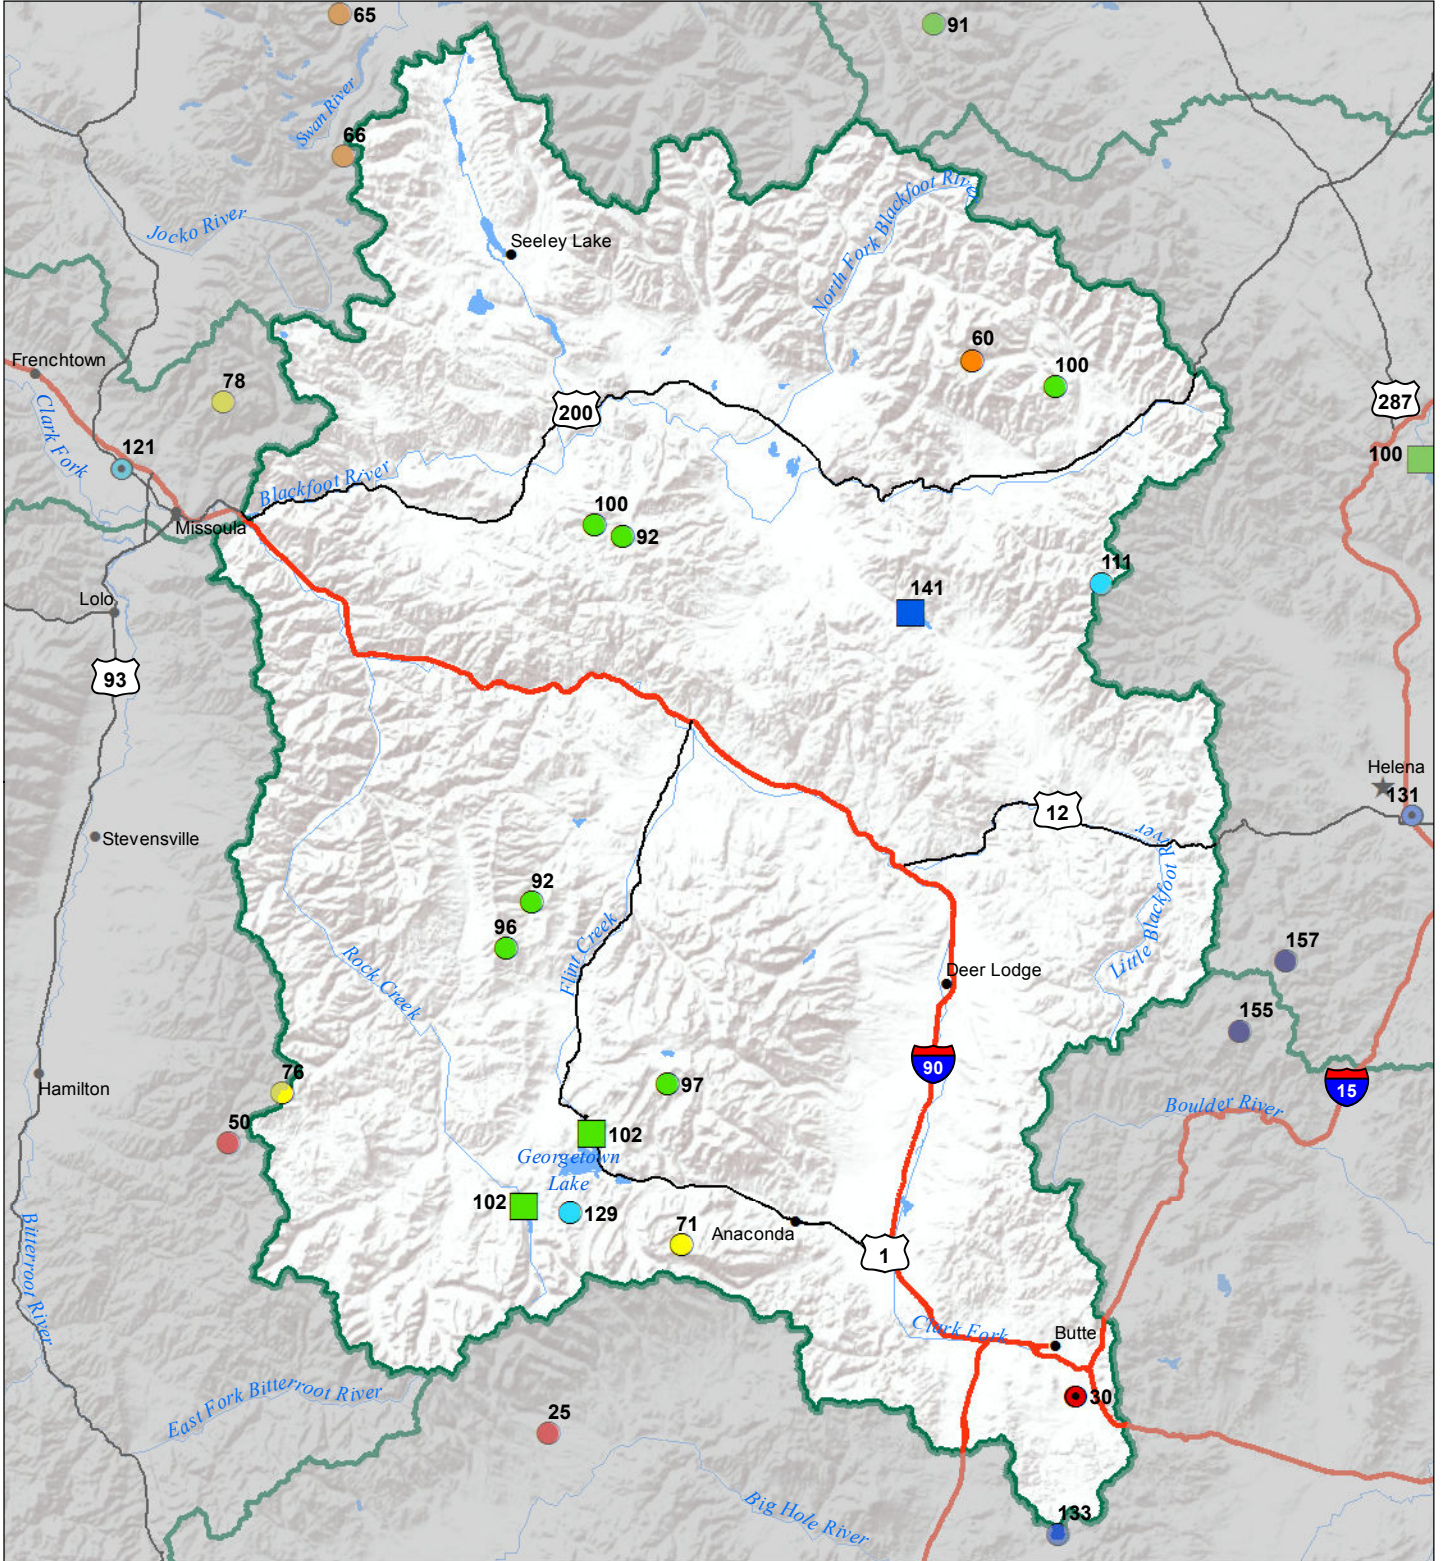 65
91
Swan River
66
Jocko River
Seeley Lake
North Fork Blackfoot River
Frenchtown
60
78
100
200
287
Clark Fork
121
100
Blackfoot River
100
Missoula
92
111
141
Lolo
93
Helena
131
12
Stevensville
Little Blackfoot River
92
96
Flint Creek
157
Rock Creek
Deer Lodge
155
90
76
97
15
Hamilton
Boulder River
50
102
Georgetown
Lake
102
129
71
Anaconda
1
Bitterroot River
Clark Fork
Butte
East Fork Bitterroot River
30
25
Big Hole River
133